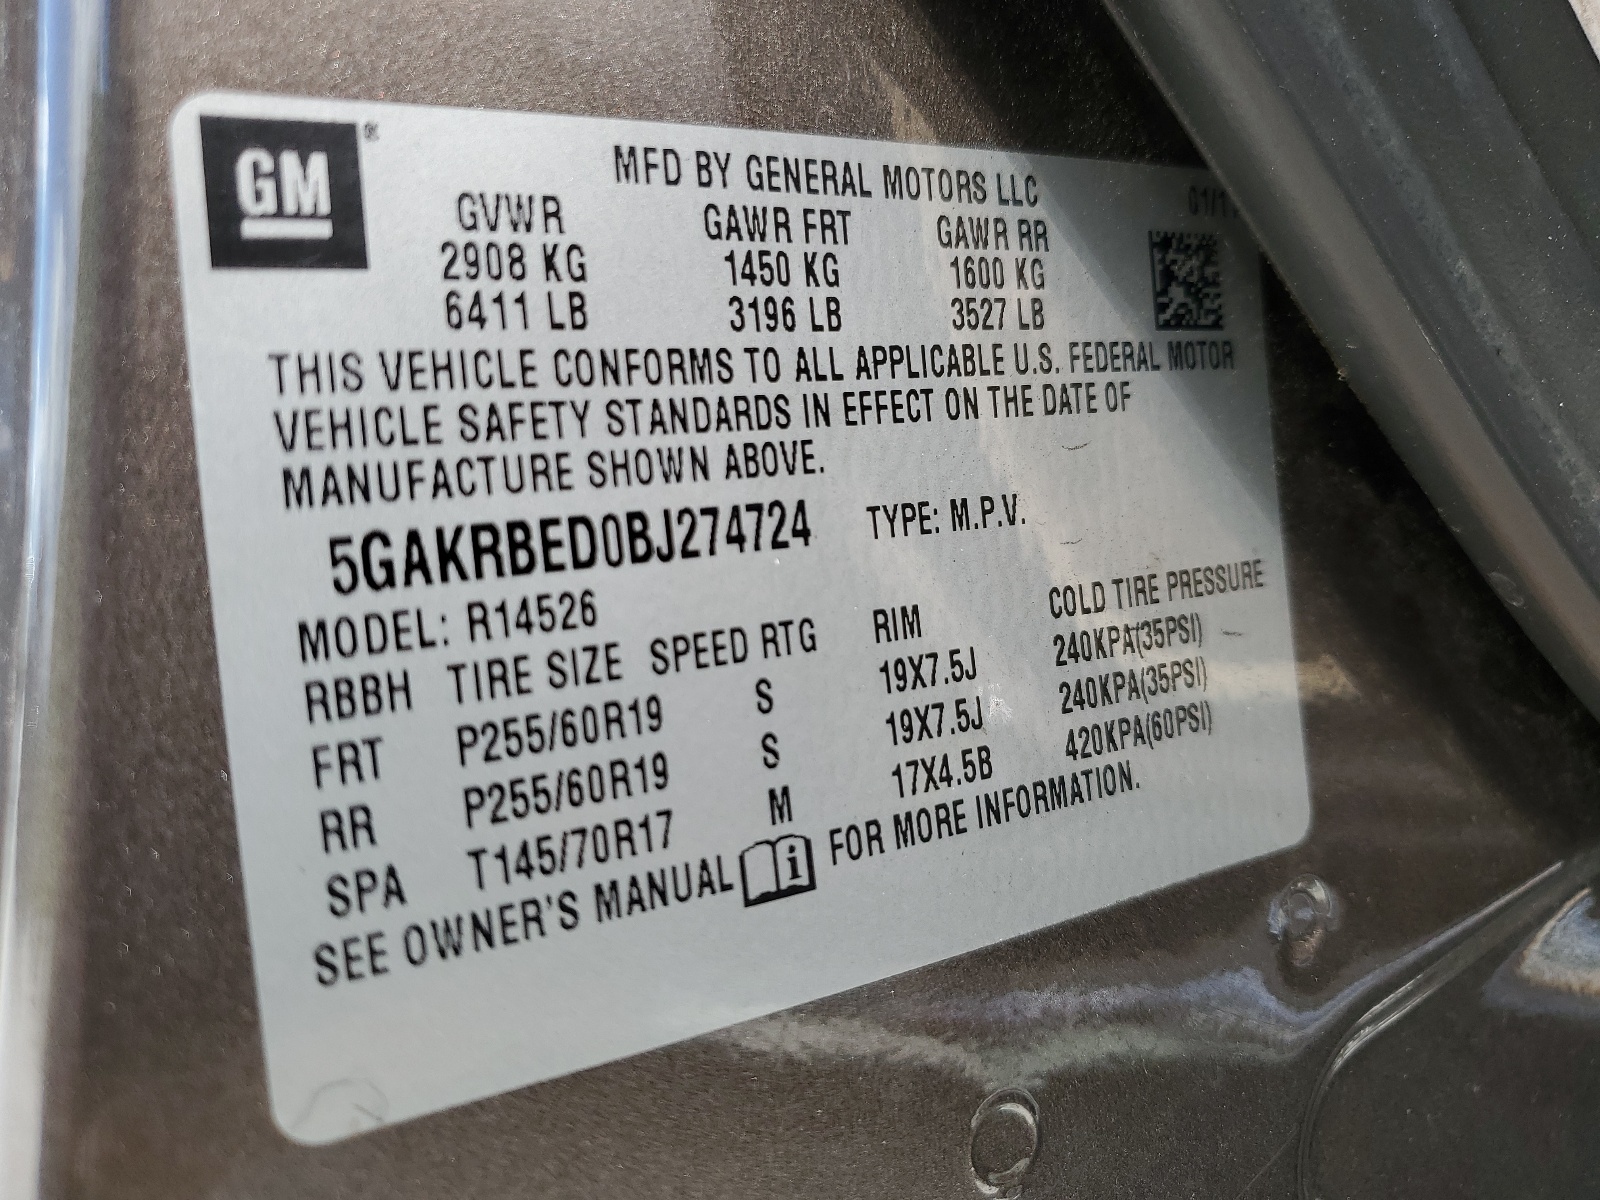 GM ®
MFD BY GENERAL MOTORS LLC
GVWR GAWR FRT GAWR RR
2908 KG 1450 KG 1600 KG
6411 LB 3196 LB 3527 LB
THIS VEHICLE CONFORMS TO ALL APPLICABLE U.S. FEDERAL MOTOR
VEHICLE SAFETY STANDARDS IN EFFECT ON THE DATE OF
MANUFACTURE SHOWN ABOVE.
5GAKRBED0BJ274724 TYPE: M.P.V.
MODEL: R14526
RBBH TIRE SIZE SPEED RTG RIM COLD TIRE PRESSURE
FRT P255/60R19 S 19X7.5J 240KPA(35PSI)
RR P255/60R19 S 19X7.5J 240KPA(35PSI)
SPA T145/70R17 M 17X4.5B 420KPA(60PSI)
SEE OWNER'S MANUAL i FOR MORE INFORMATION.